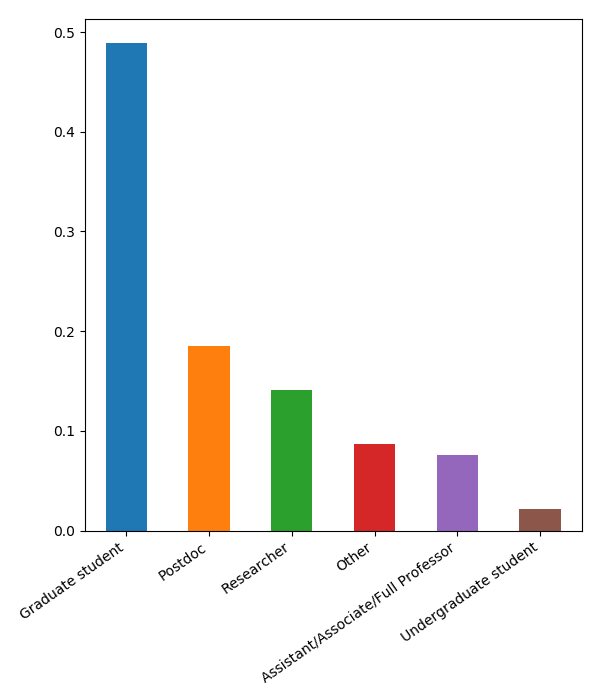 0.5
0.4
0.3
0.2
0.1
0.0
Graduate student
Postdoc
Researcher
Other
Assistant/Associate/Full Professor
Undergraduate student